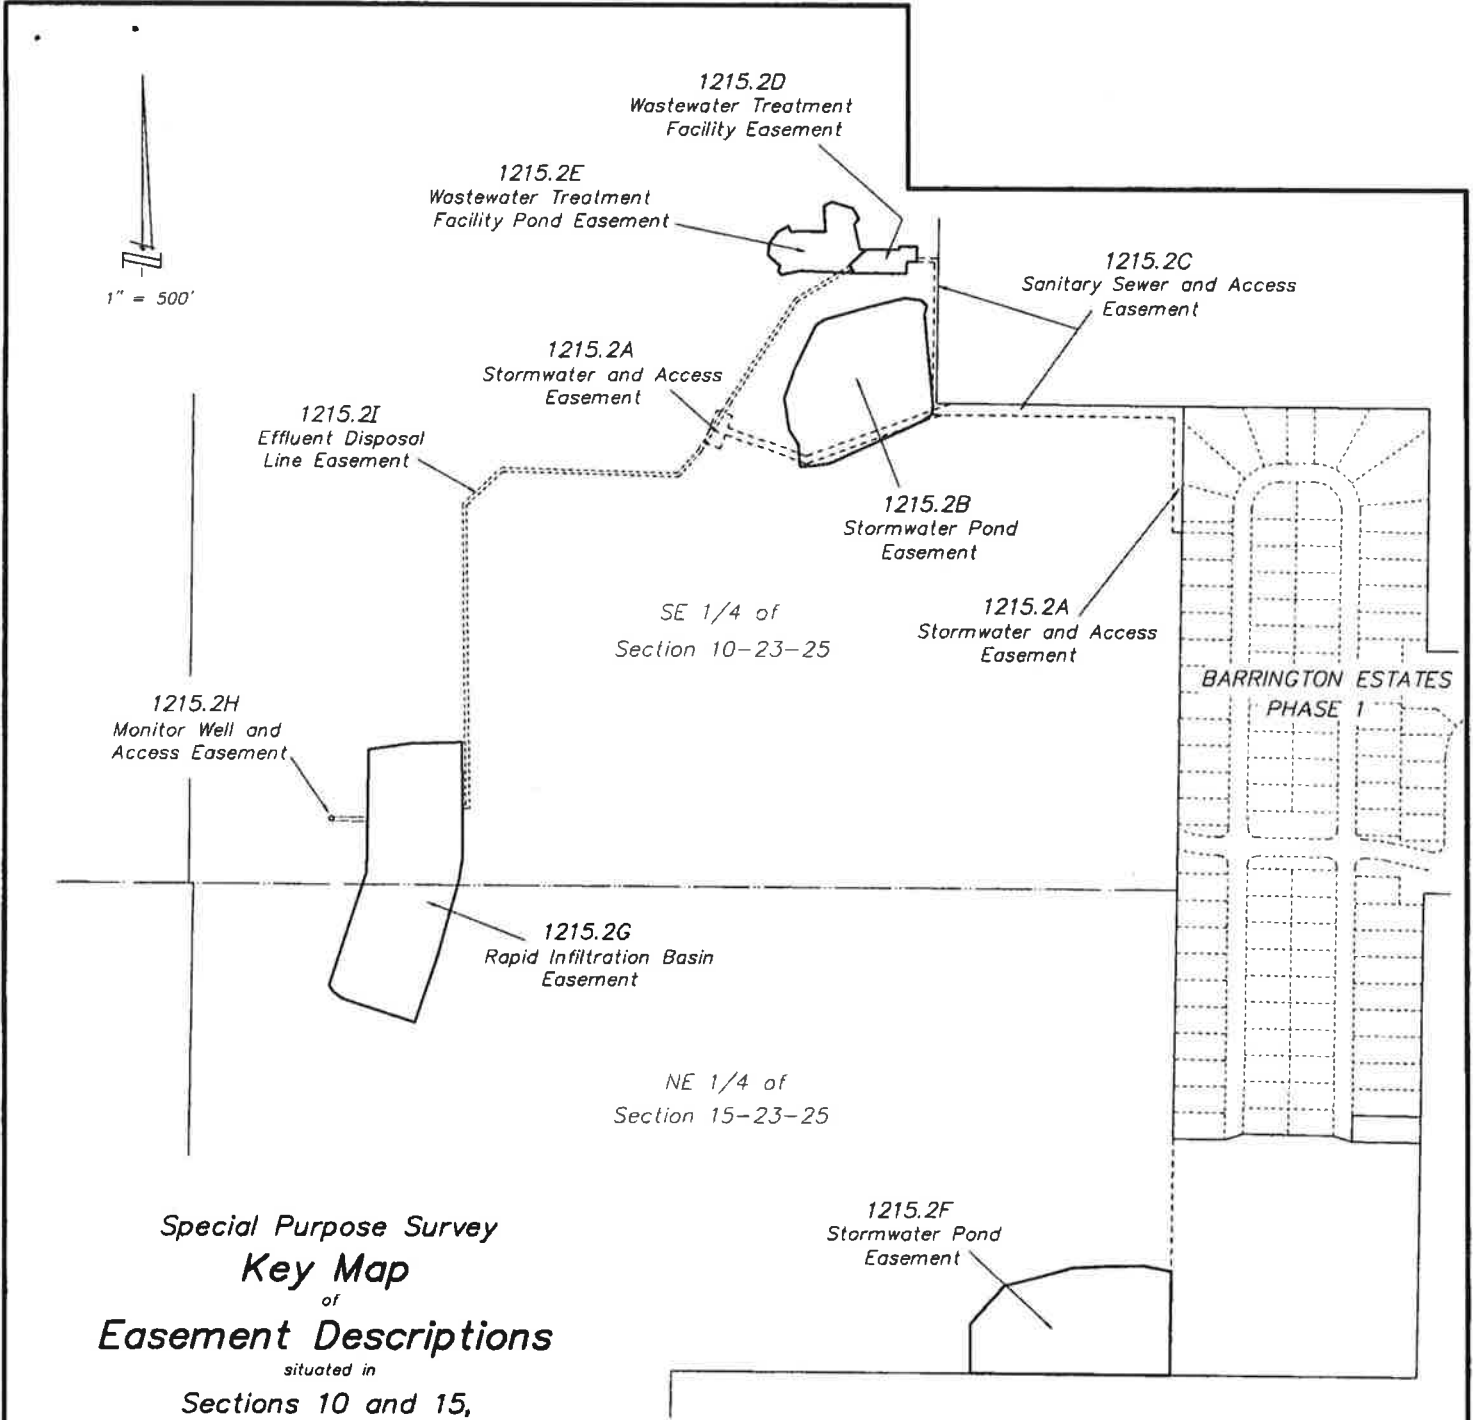 1215.2D
Wastewater Treatment
Facility Easement
1215.2E
Wastewater Treatment
Facility Pond Easement
1" = 500'
1215.2C
Sanitary Sewer and Access
Easement
1215.2A
Stormwater and Access
Easement
1215.2I
Effluent Disposal
Line Easement
1215.2B
Stormwater Pond
Easement
SE 1/4 of
Section 10-23-25
1215.2A
Stormwater and Access
Easement
BARRINGTON ESTATES
PHASE 1
1215.2H
Monitor Well and
Access Easement
1215.2G
Rapid Infiltration Basin
Easement
NE 1/4 of
Section 15-23-25
1215.2F
Stormwater Pond
Easement
Special Purpose Survey
Key Map
of
Easement Descriptions
situated in
Sections 10 and 15,